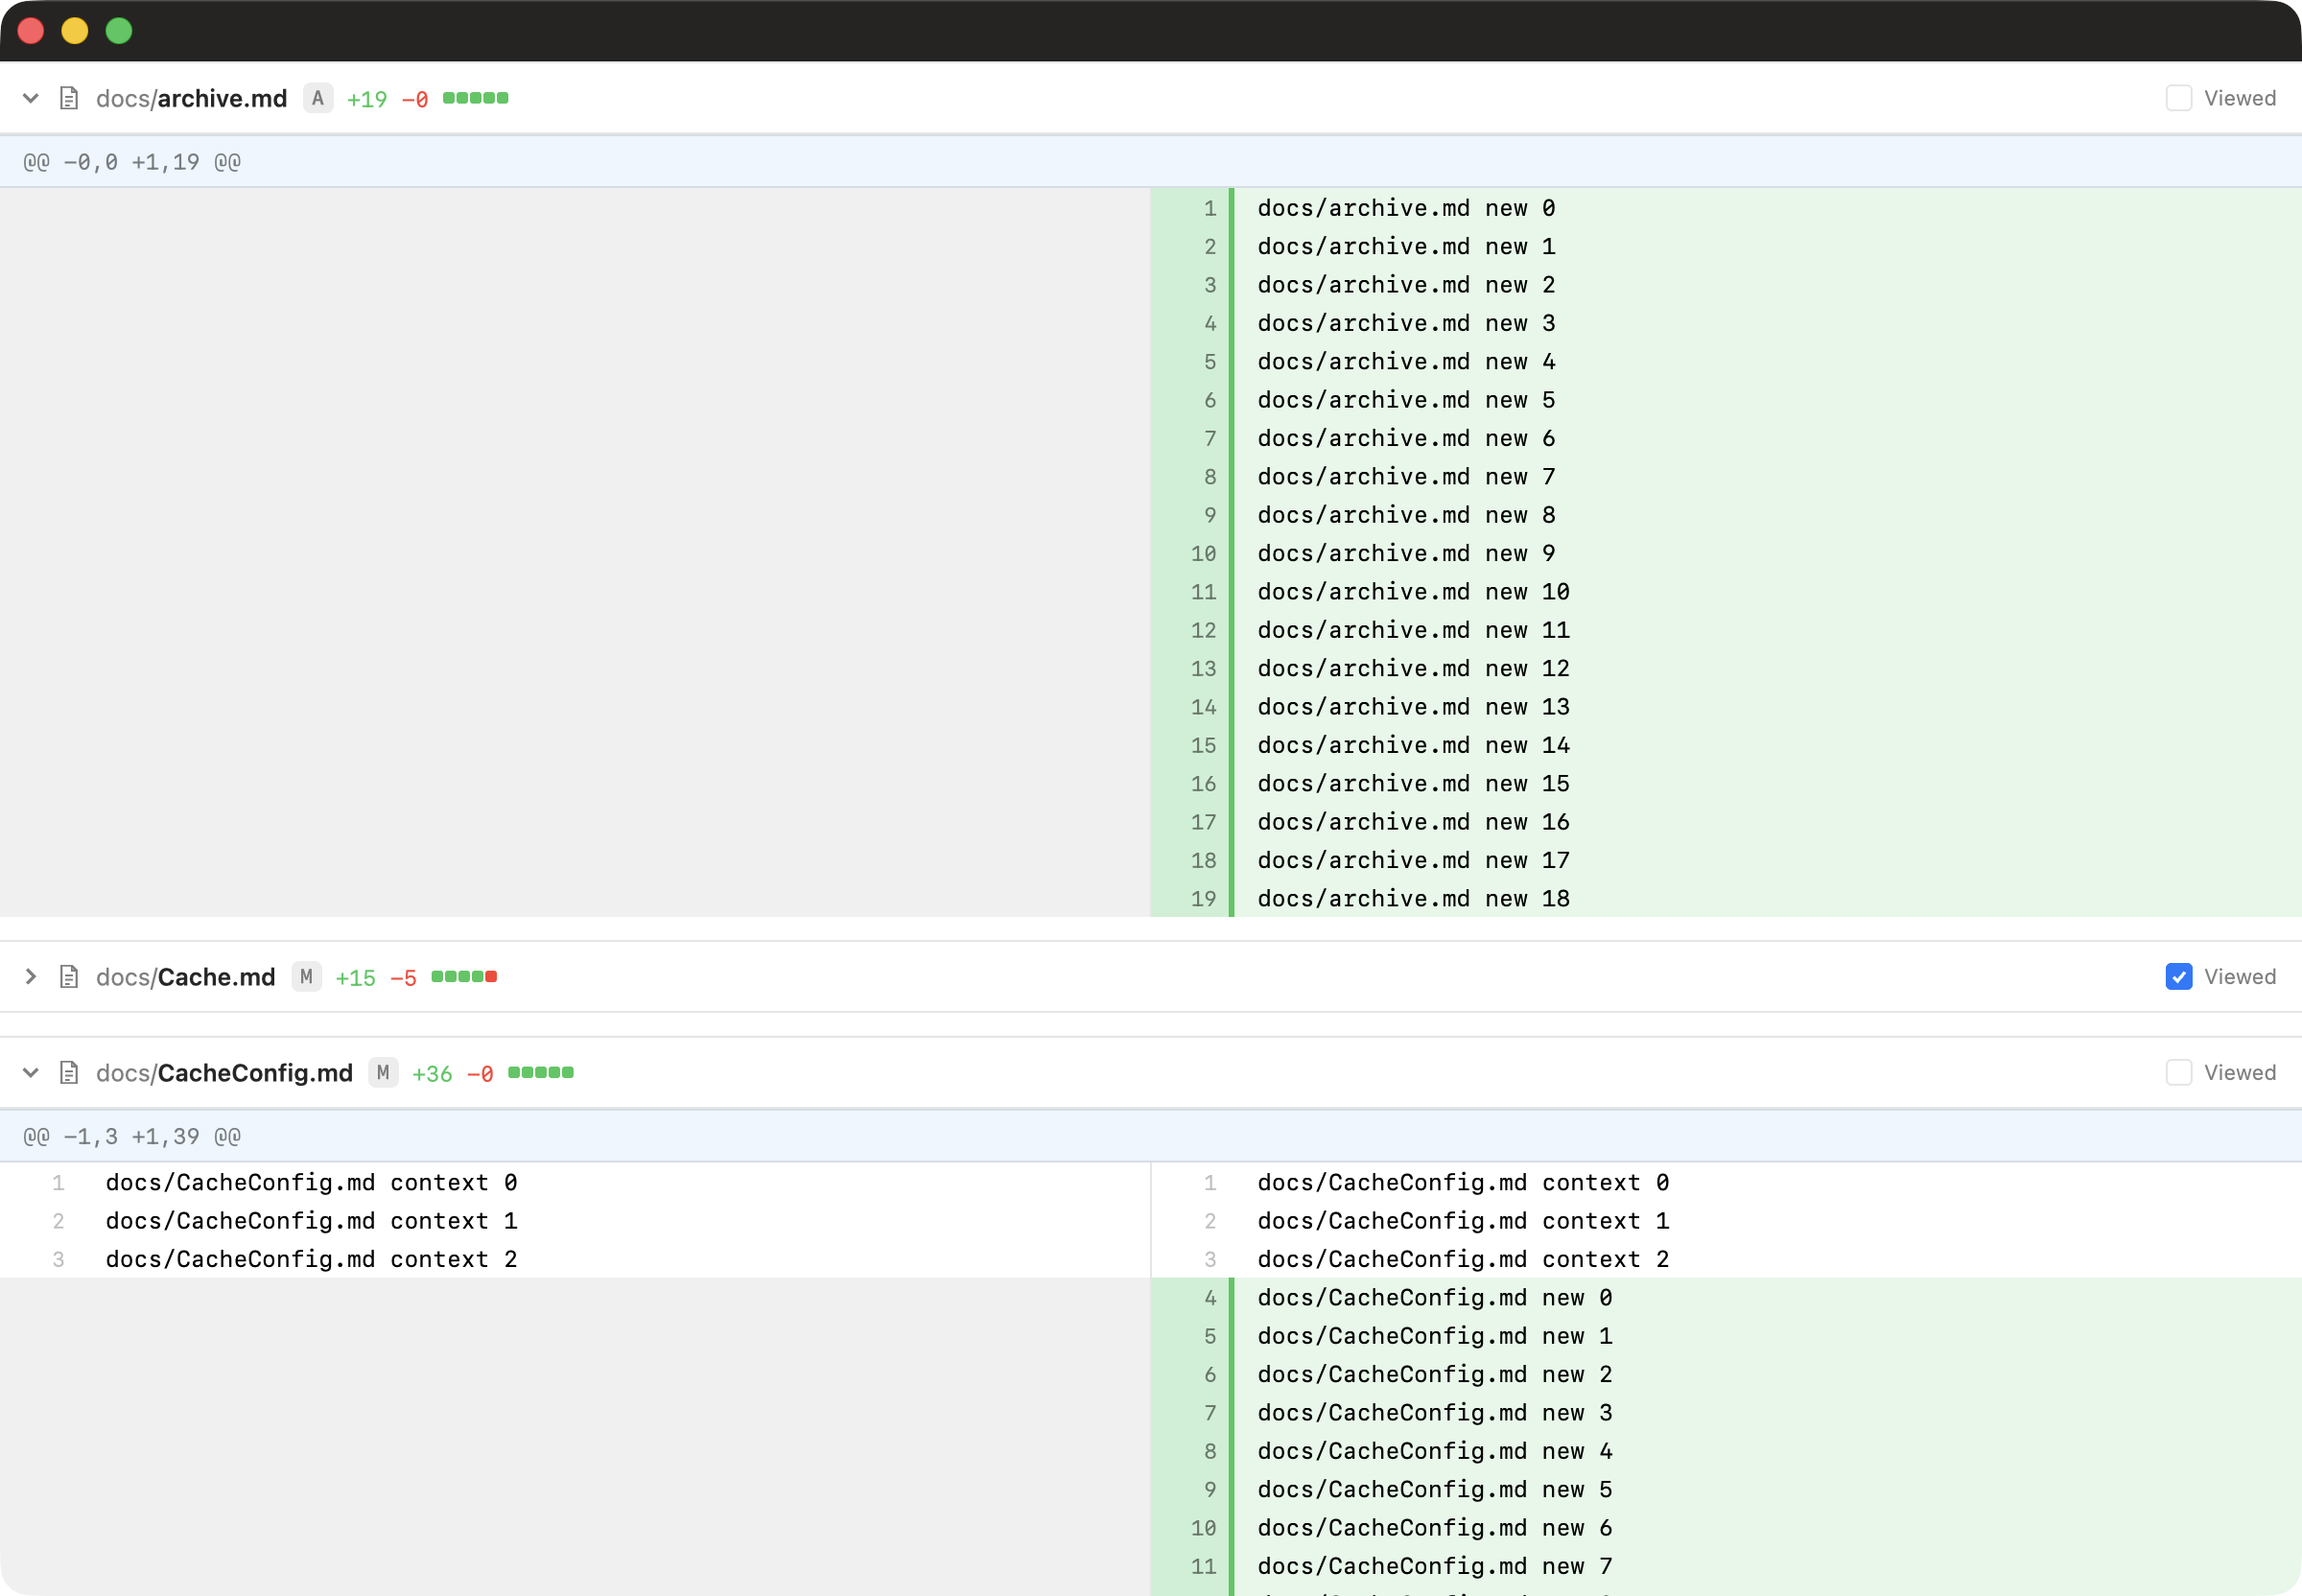 docs/archive.md A +19 −0 Viewed
@@ −0,0 +1,19 @@
1 docs/archive.md new 0
2 docs/archive.md new 1
3 docs/archive.md new 2
4 docs/archive.md new 3
5 docs/archive.md new 4
6 docs/archive.md new 5
7 docs/archive.md new 6
8 docs/archive.md new 7
9 docs/archive.md new 8
10 docs/archive.md new 9
11 docs/archive.md new 10
12 docs/archive.md new 11
13 docs/archive.md new 12
14 docs/archive.md new 13
15 docs/archive.md new 14
16 docs/archive.md new 15
17 docs/archive.md new 16
18 docs/archive.md new 17
19 docs/archive.md new 18
docs/Cache.md M +15 −5 Viewed
docs/CacheConfig.md M +36 −0 Viewed
@@ −1,3 +1,39 @@
1 docs/CacheConfig.md context 0 1 docs/CacheConfig.md context 0
2 docs/CacheConfig.md context 1 2 docs/CacheConfig.md context 1
3 docs/CacheConfig.md context 2 3 docs/CacheConfig.md context 2
4 docs/CacheConfig.md new 0
5 docs/CacheConfig.md new 1
6 docs/CacheConfig.md new 2
7 docs/CacheConfig.md new 3
8 docs/CacheConfig.md new 4
9 docs/CacheConfig.md new 5
10 docs/CacheConfig.md new 6
11 docs/CacheConfig.md new 7